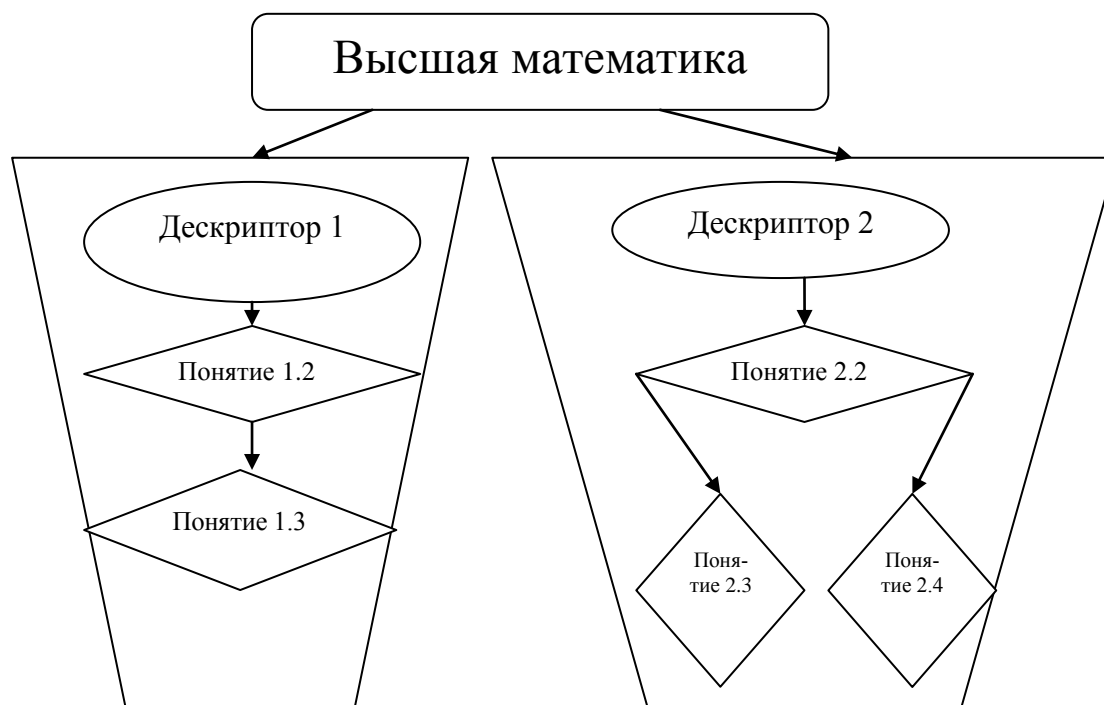 Высшая математика
Дескриптор 1
Дескриптор 2
Понятие 1.2
Понятие 2.2
Понятие 1.3
Поня-
тие 2.3
Поня-
тие 2.4